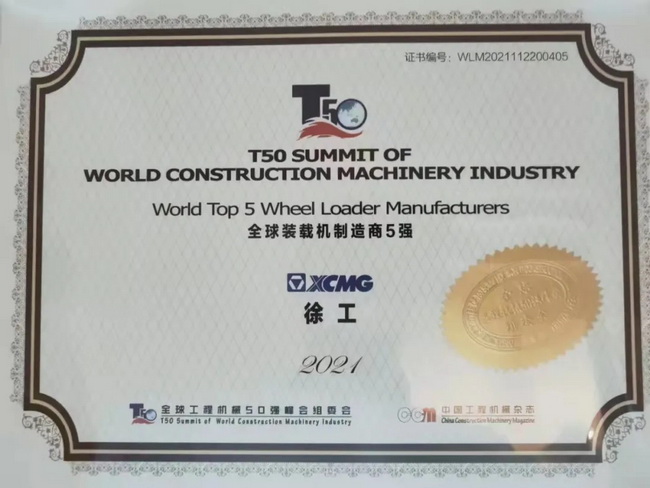 证书编号：WLM2021112200405
T50
T50 SUMMIT OF
WORLD CONSTRUCTION MACHINERY INDUSTRY
World Top 5 Wheel Loader Manufacturers
全球装载机制造商5强
XCMG
徐工
2021
T50 全球工程机械50强峰会组委会
T50 Summit of World Construction Machinery Industry
CCM 中国工程机械杂志
China Construction Machinery Magazine